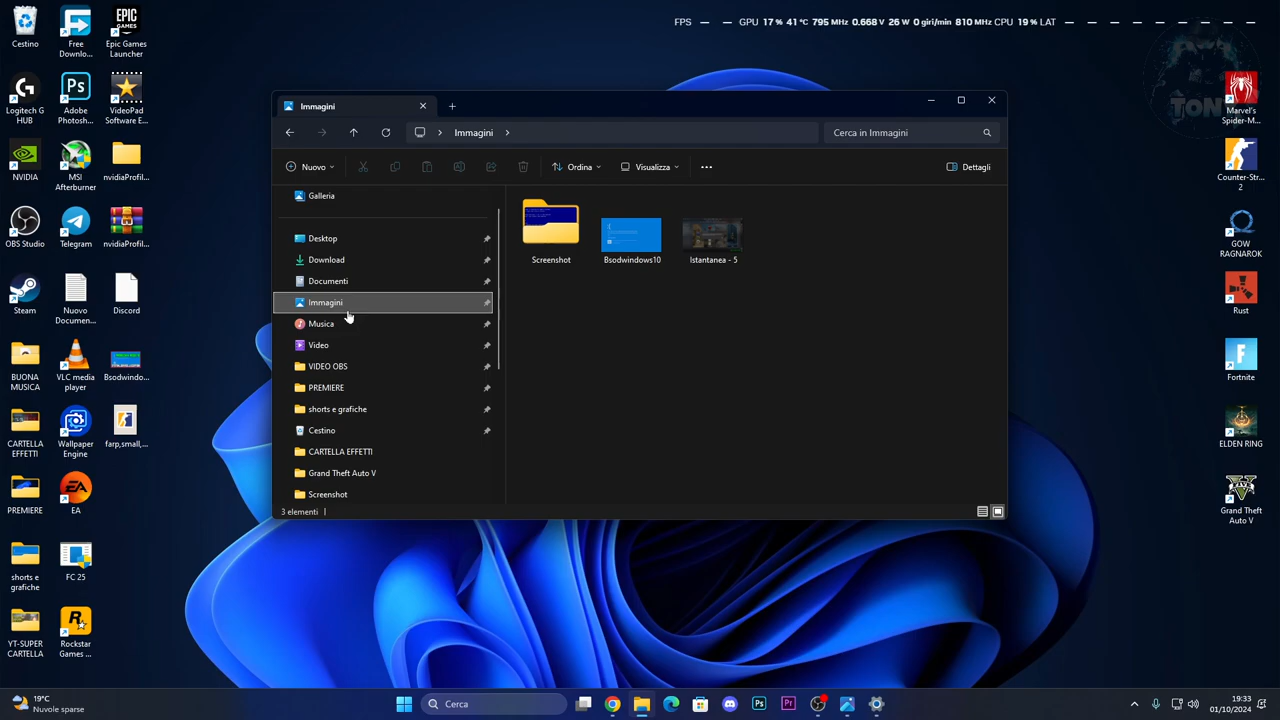 FPS — — GPU 17 % 41 °C 795 MHz 0.668 V 26 W 0 giri/min 810 MHz CPU 19 % LAT — — — — — — —
Cestino
Free Downlo...
Epic Games Launcher
EPIC GAMES
Logitech G HUB
Adobe Photosh...
VideoPad Software E...
NVIDIA
MSI Afterburner
nvidiaProfil...
OBS Studio
Telegram
nvidiaProfil...
Steam
Nuovo Documen...
Discord
BUONA MUSICA
VLC media player
Bsodwindo...
CARTELLA EFFETTI
Wallpaper Engine
farp,small,...
PREMIERE
EA
shorts e grafiche
FC 25
YT-SUPER CARTELLA
Rockstar Games ...
Immagini
Immagini
Cerca in Immagini
Nuovo
Ordina
Visualizza
Dettagli
Galleria
Desktop
Download
Documenti
Immagini
Musica
Video
VIDEO OBS
PREMIERE
shorts e grafiche
Cestino
CARTELLA EFFETTI
Grand Theft Auto V
Screenshot
Screenshot
Bsodwindows10
Istantanea - 5
3 elementi
Marvel's Spider-M...
Counter-Str... 2
GOW RAGNAROK
Rust
Fortnite
ELDEN RING
Grand Theft Auto V
19°C
Nuvole sparse
Cerca
19:33
01/10/2024